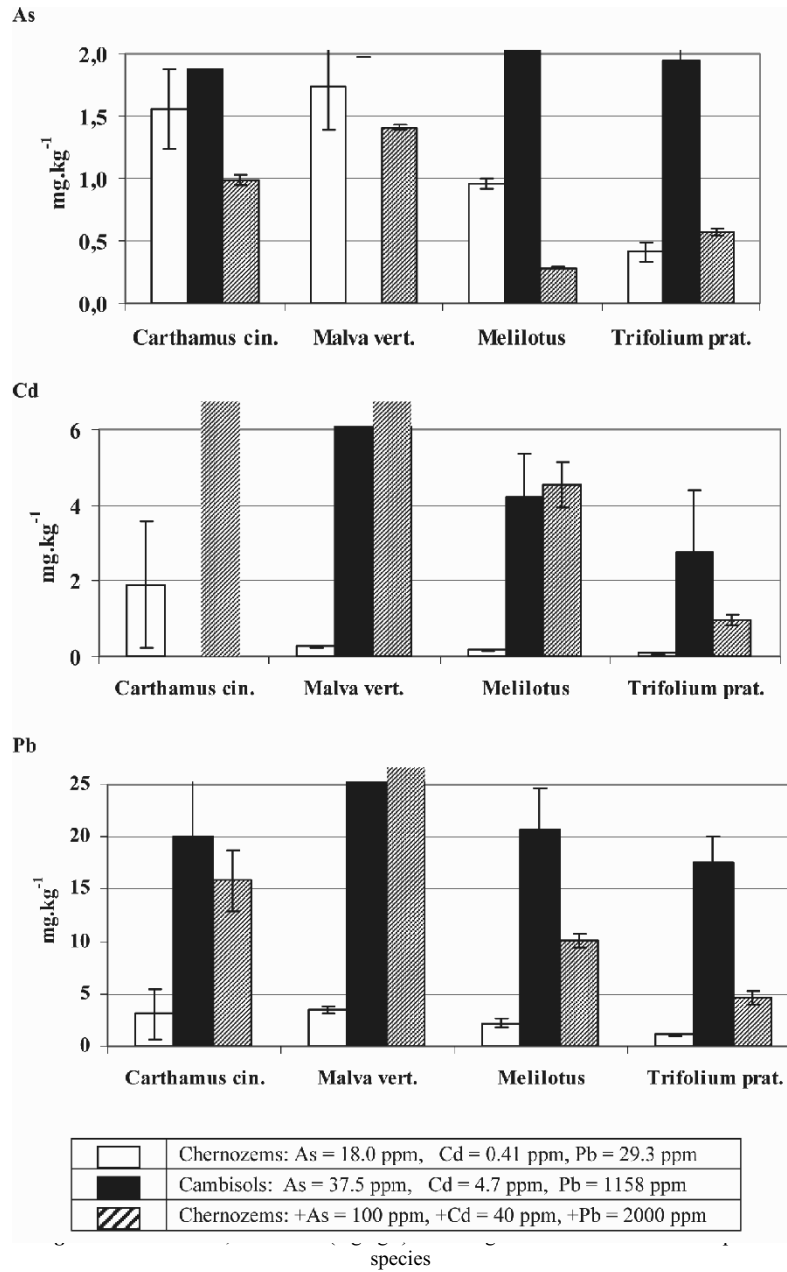 As
2,0
1,5
1,0
0,5
0,0
mg.kg-1
Carthamus cin. Malva vert. Melilotus Trifolium prat.
Cd
6
4
2
0
mg.kg-1
Carthamus cin. Malva vert. Melilotus Trifolium prat.
Pb
25
20
15
10
5
0
mg.kg-1
Carthamus cin. Malva vert. Melilotus Trifolium prat.
Chernozems: As = 18.0 ppm, Cd = 0.41 ppm, Pb = 29.3 ppm
Cambisols: As = 37.5 ppm, Cd = 4.7 ppm, Pb = 1158 ppm
Chernozems: +As = 100 ppm, +Cd = 40 ppm, +Pb = 2000 ppm
species